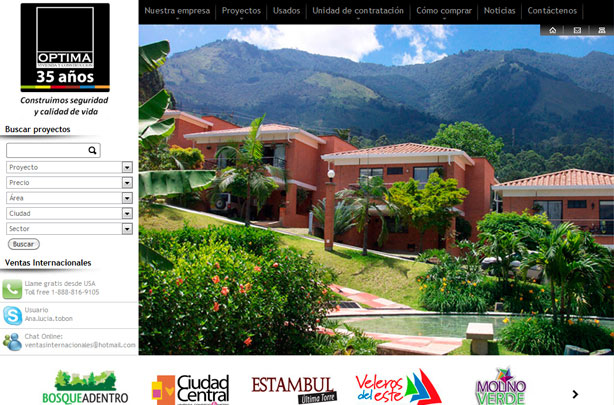 Nuestra empresa
Proyectos
Usados
Unidad de contratación
Cómo comprar
Noticias
Contáctenos
OPTIMA
VIVIENDA Y CONSTRUCCIÓN
35 años
Construimos seguridad
y calidad de vida
Buscar proyectos
Proyecto
Precio
Área
Ciudad
Sector
Buscar
Ventas Internacionales
Llame gratis desde USA
Toll free 1-888-816-9105
Usuario
Ana.lucia.tobon
Chat Online:
ventasinternacionales@hotmail.com
BOSQUEADENTRO
Ciudad
Central
ESTAMBUL
Última Torre
Veleros
del este
MOLINO
VERDE